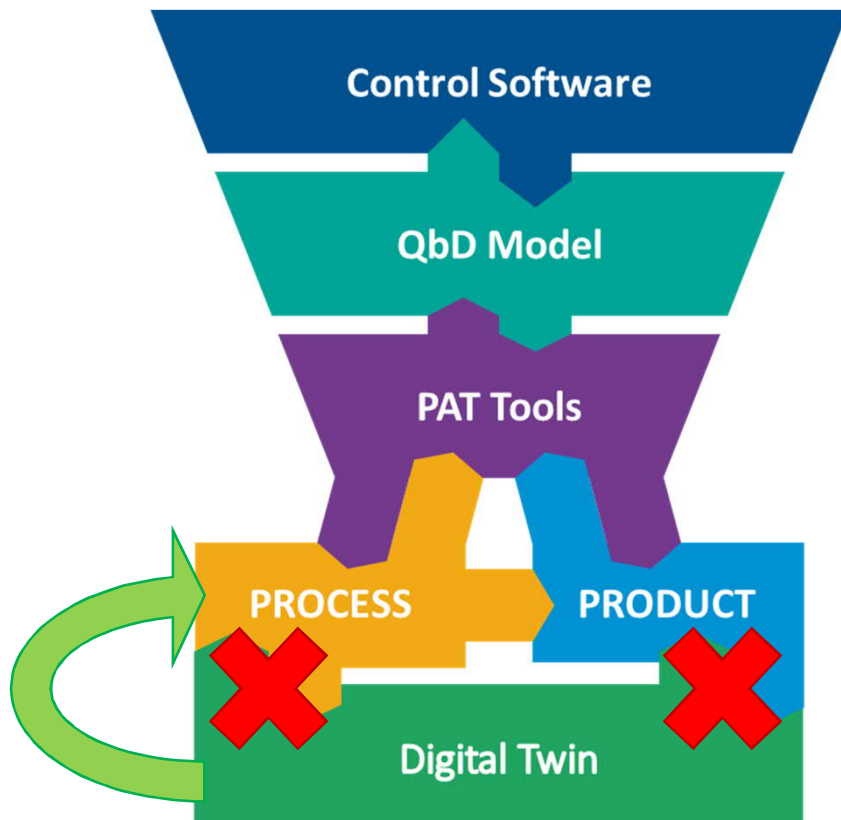 Control Software
QbD Model
PAT Tools
PROCESS
PRODUCT
Digital Twin